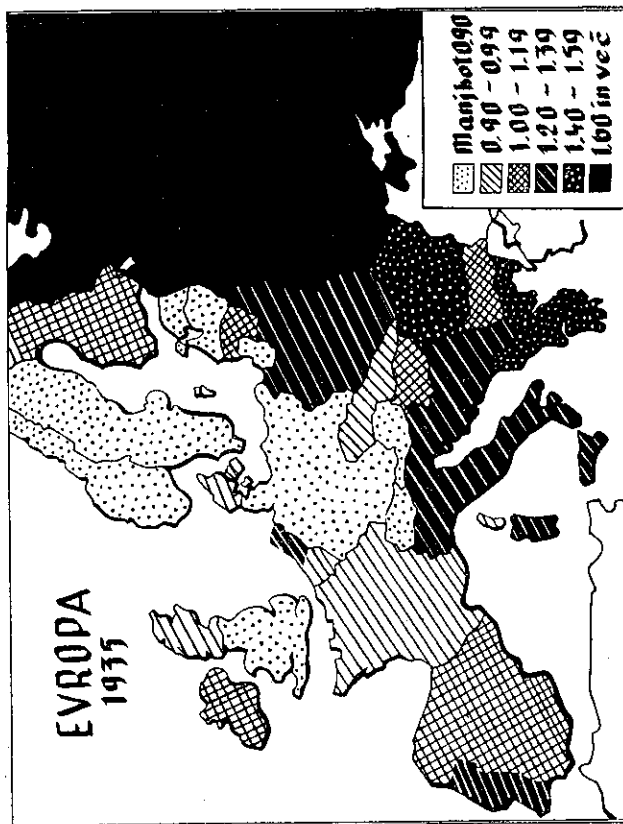 EVROPA
1935
Manj kot 0,90
0.90 – 0.99
1.00 – 1.19
1.20 – 1.39
1.40 – 1.59
1.60 in več